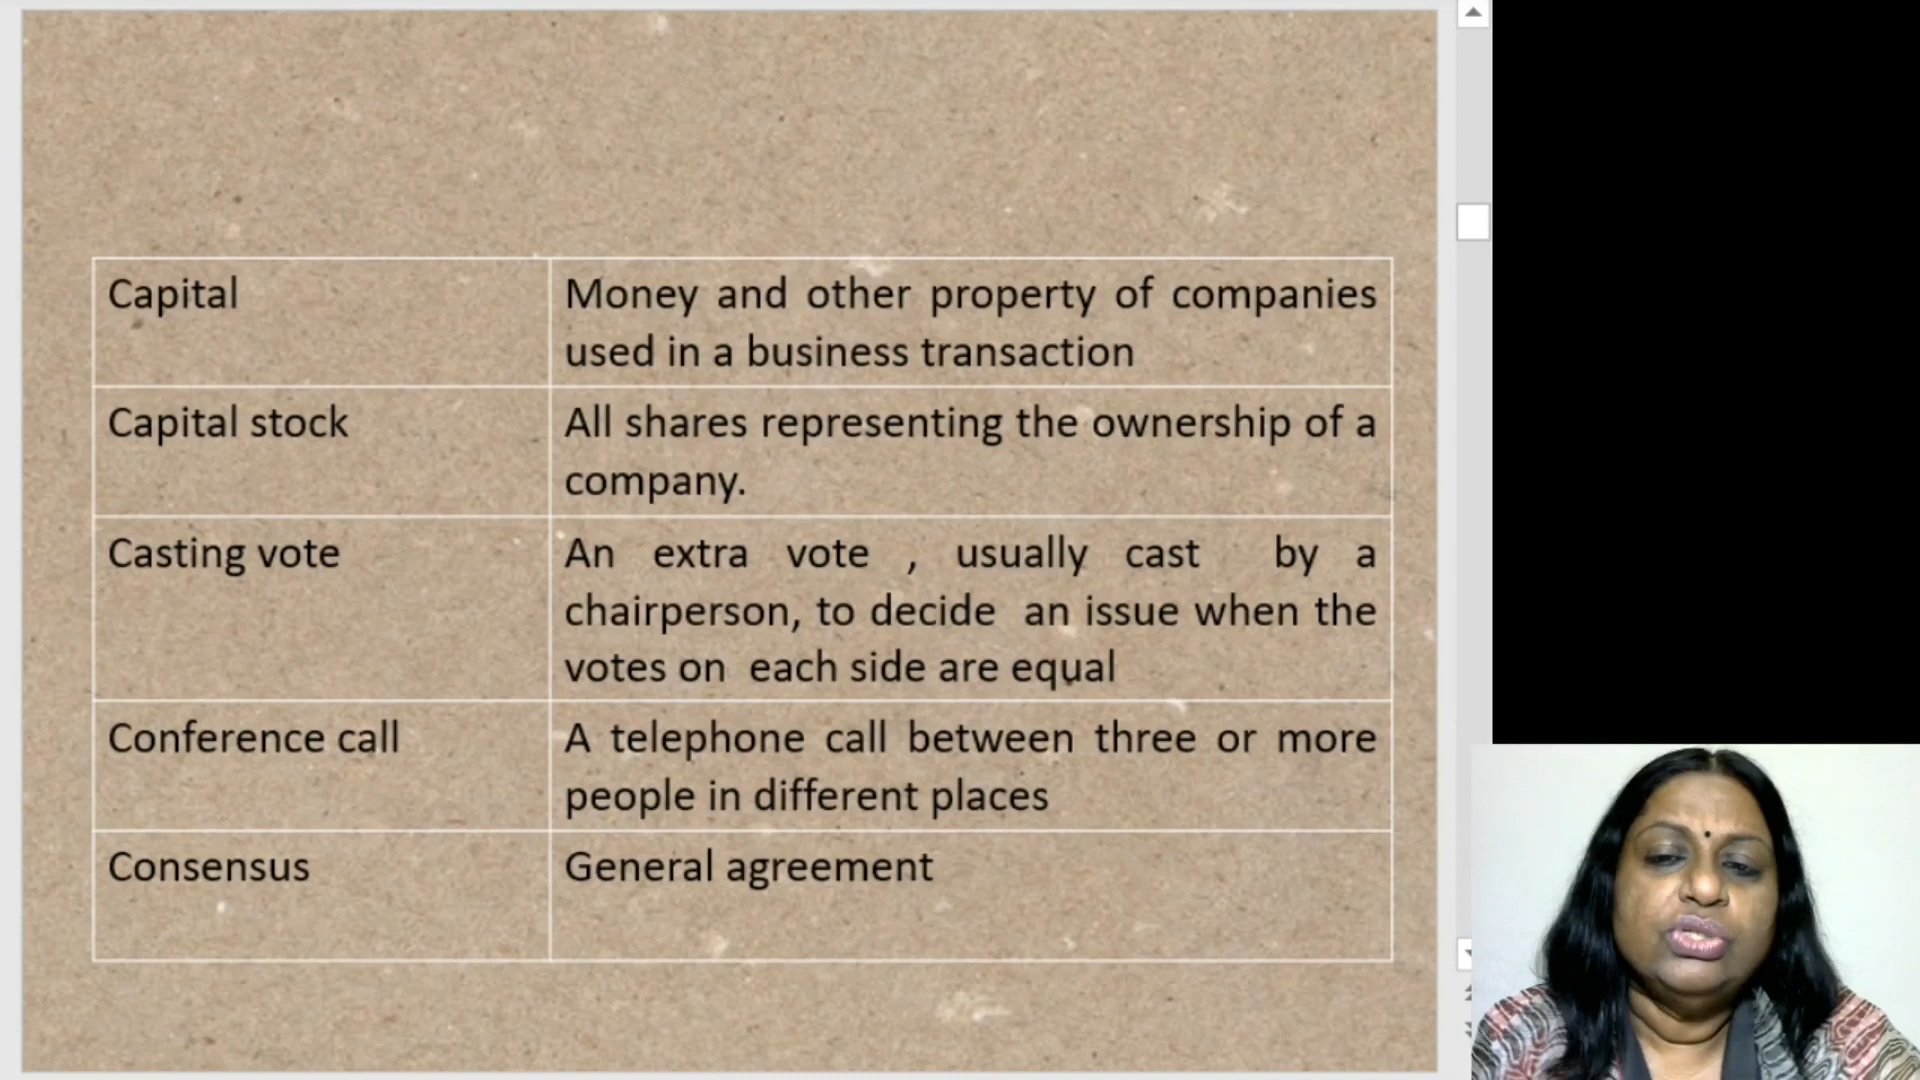 Capital
Money and other property of companies
used in a business transaction
Capital stock
All shares representing the ownership of a
company.
Casting vote
An extra vote , usually cast by a
chairperson, to decide an issue when the
votes on each side are equal
Conference call
A telephone call between three or more
people in different places
Consensus
General agreement